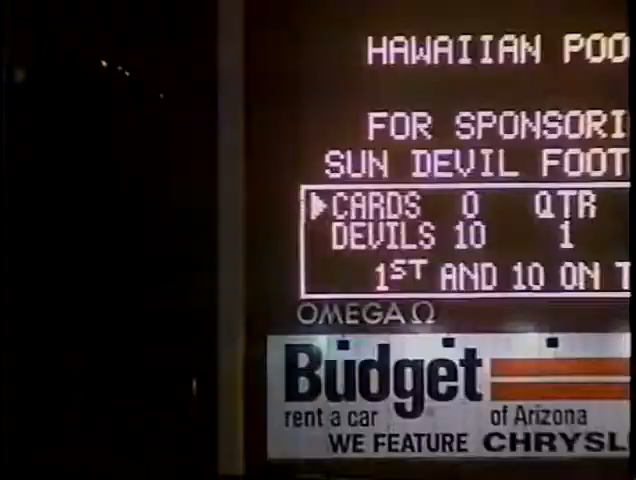 HAWAIIAN POO
FOR SPONSORI
SUN DEVIL FOOT
CARDS 0 QTR
DEVILS 10 1
1ST AND 10 ON T
OMEGA Ω
Budget
rent a car of Arizona
WE FEATURE CHRYSL